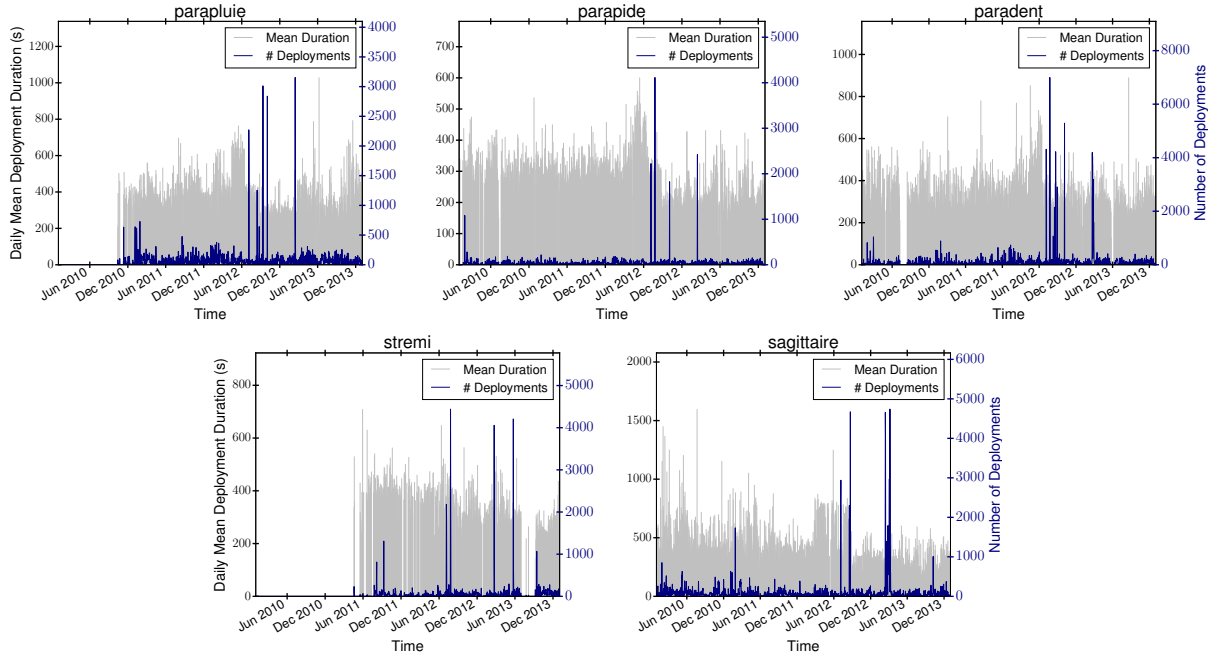 parapluie
parapide
paradent
Daily Mean Deployment Duration (s)
1200
1000
800
600
400
200
0
Mean Duration
# Deployments
4000
3500
3000
2500
2000
1500
1000
500
0
Jun 2010
Dec 2010
Jun 2011
Dec 2011
Jun 2012
Dec 2012
Jun 2013
Dec 2013
Time
700
600
500
400
300
200
100
0
Mean Duration
# Deployments
5000
4000
3000
2000
1000
0
Jun 2010
Dec 2010
Jun 2011
Dec 2011
Jun 2012
Dec 2012
Jun 2013
Dec 2013
Time
1000
800
600
400
200
0
Mean Duration
# Deployments
8000
6000
4000
2000
0
Number of Deployments
Jun 2010
Dec 2010
Jun 2011
Dec 2011
Jun 2012
Dec 2012
Jun 2013
Dec 2013
Time
stremi
sagittaire
Daily Mean Deployment Duration (s)
800
600
400
200
0
Mean Duration
# Deployments
5000
4000
3000
2000
1000
0
Jun 2010
Dec 2010
Jun 2011
Dec 2011
Jun 2012
Dec 2012
Jun 2013
Dec 2013
Time
2000
1500
1000
500
0
Mean Duration
# Deployments
6000
5000
4000
3000
2000
1000
0
Number of Deployments
Jun 2010
Dec 2010
Jun 2011
Dec 2011
Jun 2012
Dec 2012
Jun 2013
Dec 2013
Time